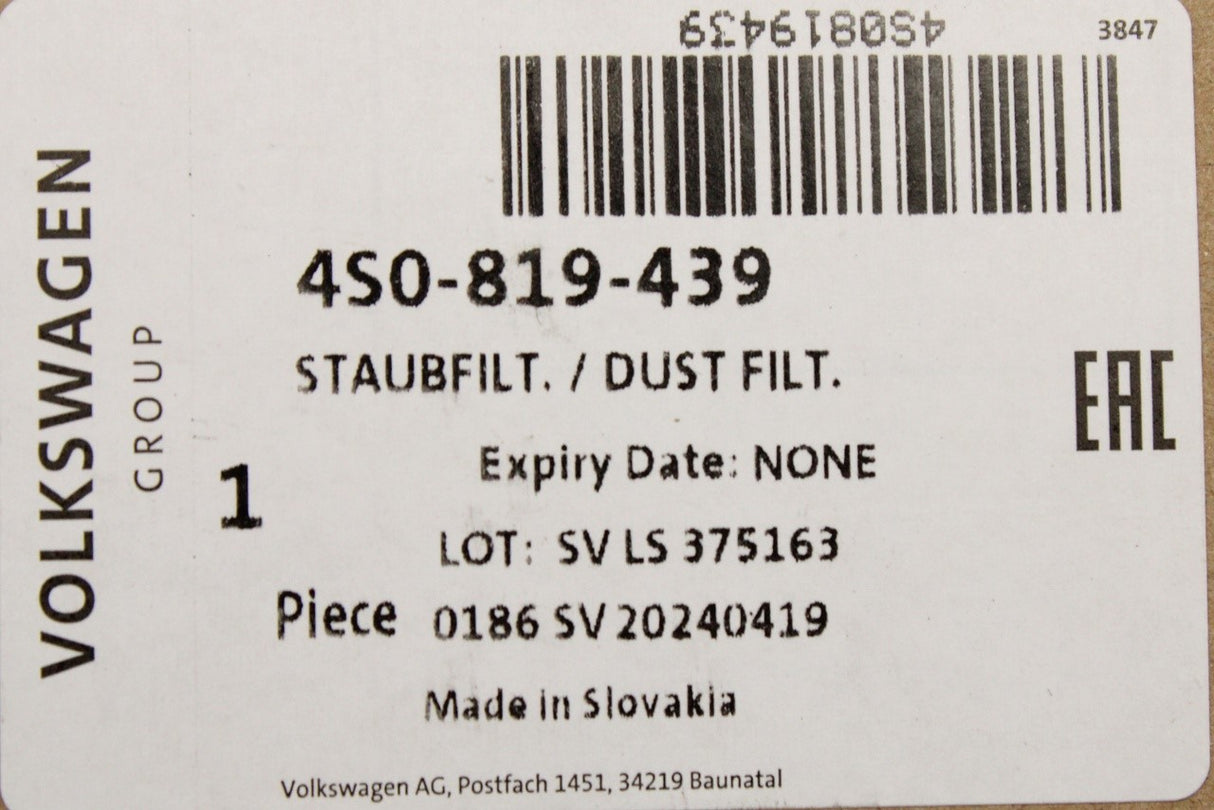 4S0819439
3847
VOLKSWAGEN
GROUP
4S0-819-439
STAUBFILT. / DUST FILT.
EAC
Expiry Date: NONE
1
LOT: SV LS 375163
Piece 0186 SV 20240419
Made in Slovakia
Volkswagen AG, Postfach 1451, 34219 Baunatal